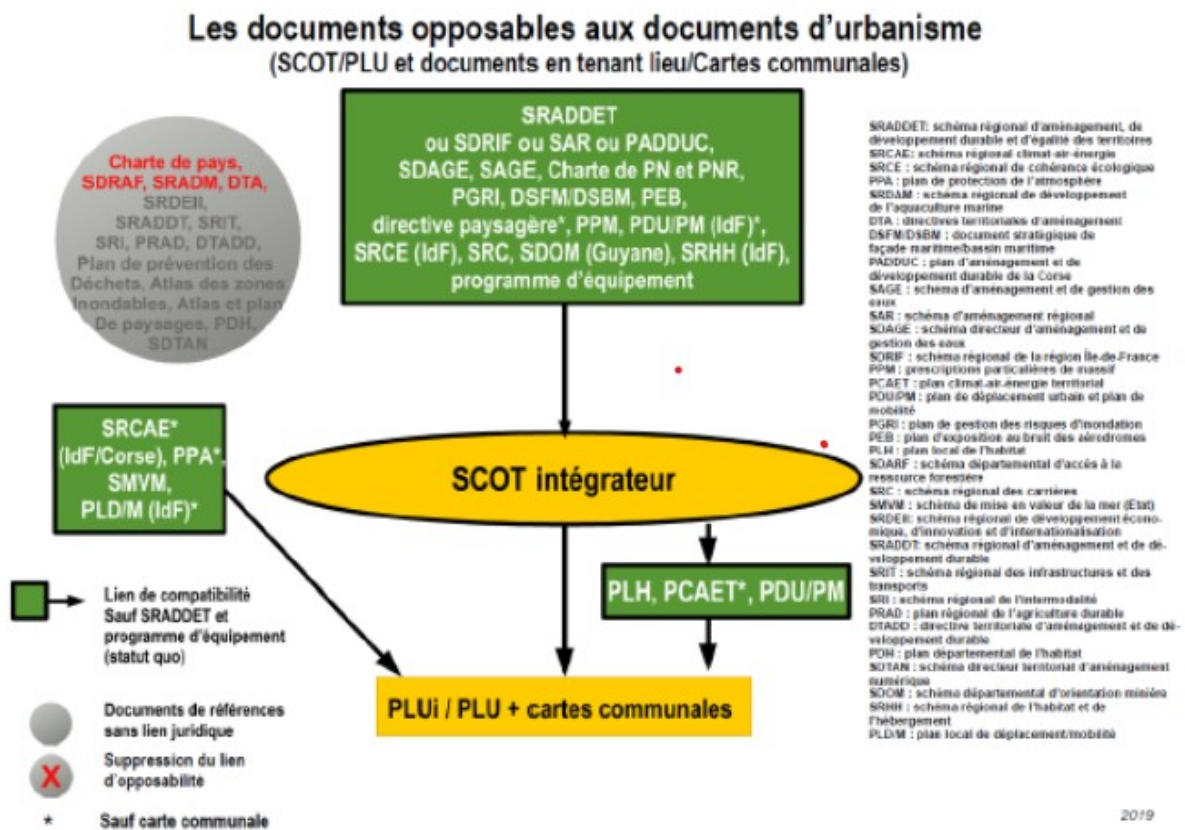 Les documents opposables aux documents d'urbanisme
(SCOT/PLU et documents en tenant lieu/Cartes communales)
Charte de pays,
SDRAF, SRADM, DTA,
SRDEII,
SRADDT, SRIT,
SRI, PRAD, DTADD,
Plan de prévention des
Déchets, Atlas des zones
Inondables, Atlas et plan
De paysages, PDH,
SDTAN
SRADDET
ou SDRIF ou SAR ou PADDUC,
SDAGE, SAGE, Charte de PN et PNR,
PGRI, DSFM/DSBM, PEB,
directive paysagère*, PPM, PDU/PM (IdF)*,
SRCE (IdF), SRC, SDOM (Guyane), SRHH (IdF),
programme d'équipement
SRCAE*
(IdF/Corse), PPA*,
SMVM,
PLD/M (IdF)*
SCOT intégrateur
PLH, PCAET*, PDU/PM
PLUi / PLU + cartes communales
Lien de compatibilité
Sauf SRADDET et
programme d'équipement
(statut quo)
Documents de références
sans lien juridique
X
Suppression du lien
d'opposabilité
* Sauf carte communale
SRADDET: schéma régional d'aménagement, de
développement durable et d'égalité des territoires
SRCAE: schéma régional climat-air-énergie
SRCE : schéma régional de cohérence écologique
PPA : plan de protection de l'atmosphère
SRDAM : schéma régional de développement
de l'aquaculture marine
DTA : directives territoriales d'aménagement
DSFM/DSBM : document stratégique de
façade maritime/bassin maritime
PADDUC : plan d'aménagement et de
développement durable de la Corse
SAGE : schéma d'aménagement et de gestion des
eaux
SAR : schéma d'aménagement régional
SDAGE : schéma directeur d'aménagement et de
gestion des eaux
SDRIF : schéma régional de la région Île-de-France
PPM : prescriptions particulières de massif
PCAET : plan climat-air-énergie territorial
PDU/PM : plan de déplacement urbain et plan de
mobilité
PGRI : plan de gestion des risques d'inondation
PEB : plan d'exposition au bruit des aérodromes
PLH : plan local de l'habitat
SDARF : schéma départemental d'accés à la
ressource forestière
SRC : schéma régional des carrières
SMVM : schéma de mise en valeur de la mer (Etat)
SRDEII: schéma régional de développement écono-
mique, d'innovation et d'internationalisation
SRADDT: schéma régional d'aménagement et de dé-
veloppement durable
SRIT : schéma régional des infrastructures et des
transports
SRI : schéma régional de l'intermodalité
PRAD : plan régional de l'agriculture durable
DTADD : directive territoriale d'aménagement et de dé-
veloppement durable
PDH : plan départemental de l'habitat
SDTAN : schéma directeur territorial d'aménagement
numérique
SDOM : schéma départemental d'orientation minière
SRHH : schéma régional de l'habitat et de
l'hébergement
PLD/M : plan local de déplacement/mobilité
2019